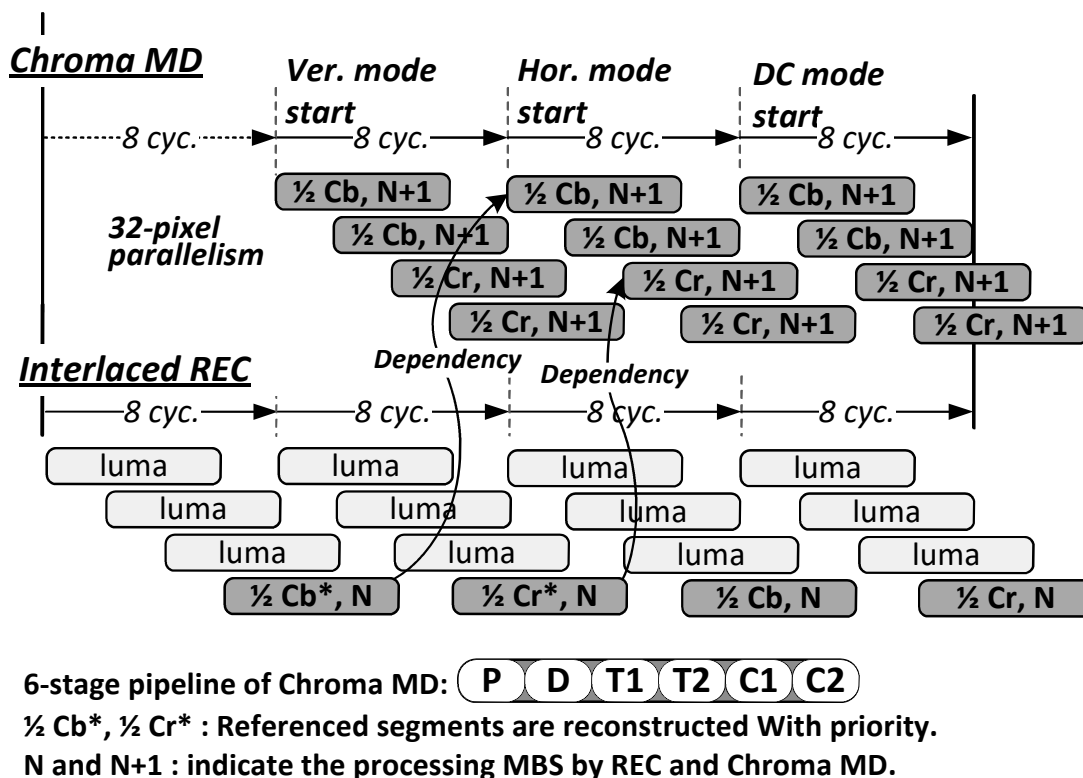 Chroma MD
Ver. mode start
Hor. mode start
DC mode start
8 cyc. 8 cyc. 8 cyc. 8 cyc.
32-pixel parallelism
½ Cb, N+1 ½ Cb, N+1 ½ Cb, N+1
½ Cb, N+1 ½ Cb, N+1 ½ Cb, N+1
½ Cr, N+1 ½ Cr, N+1 ½ Cr, N+1
½ Cr, N+1 ½ Cr, N+1 ½ Cr, N+1
Dependency Dependency
Interlaced REC
8 cyc. 8 cyc. 8 cyc. 8 cyc.
luma luma luma luma
luma luma luma luma
luma luma luma luma
½ Cb*, N ½ Cr*, N ½ Cb, N ½ Cr, N
6-stage pipeline of Chroma MD: P D T1 T2 C1 C2
½ Cb*, ½ Cr* : Referenced segments are reconstructed With priority.
N and N+1 : indicate the processing MBS by REC and Chroma MD.